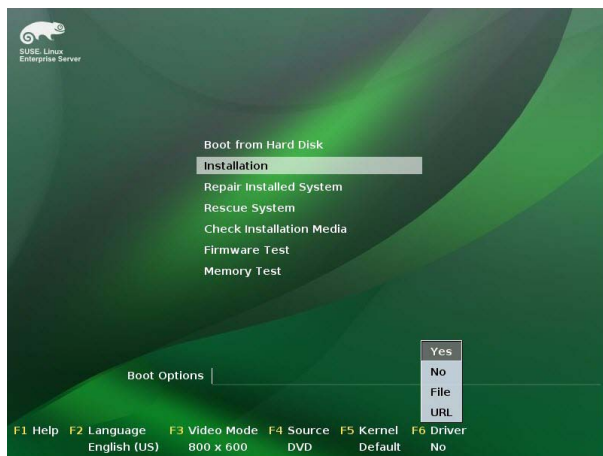 SUSE. Linux
Enterprise Server
Boot from Hard Disk
Installation
Repair Installed System
Rescue System
Check Installation Media
Firmware Test
Memory Test
Yes
No
File
URL
Boot Options
F1 Help F2 Language F3 Video Mode F4 Source F5 Kernel F6 Driver
English (US) 800 x 600 DVD Default No